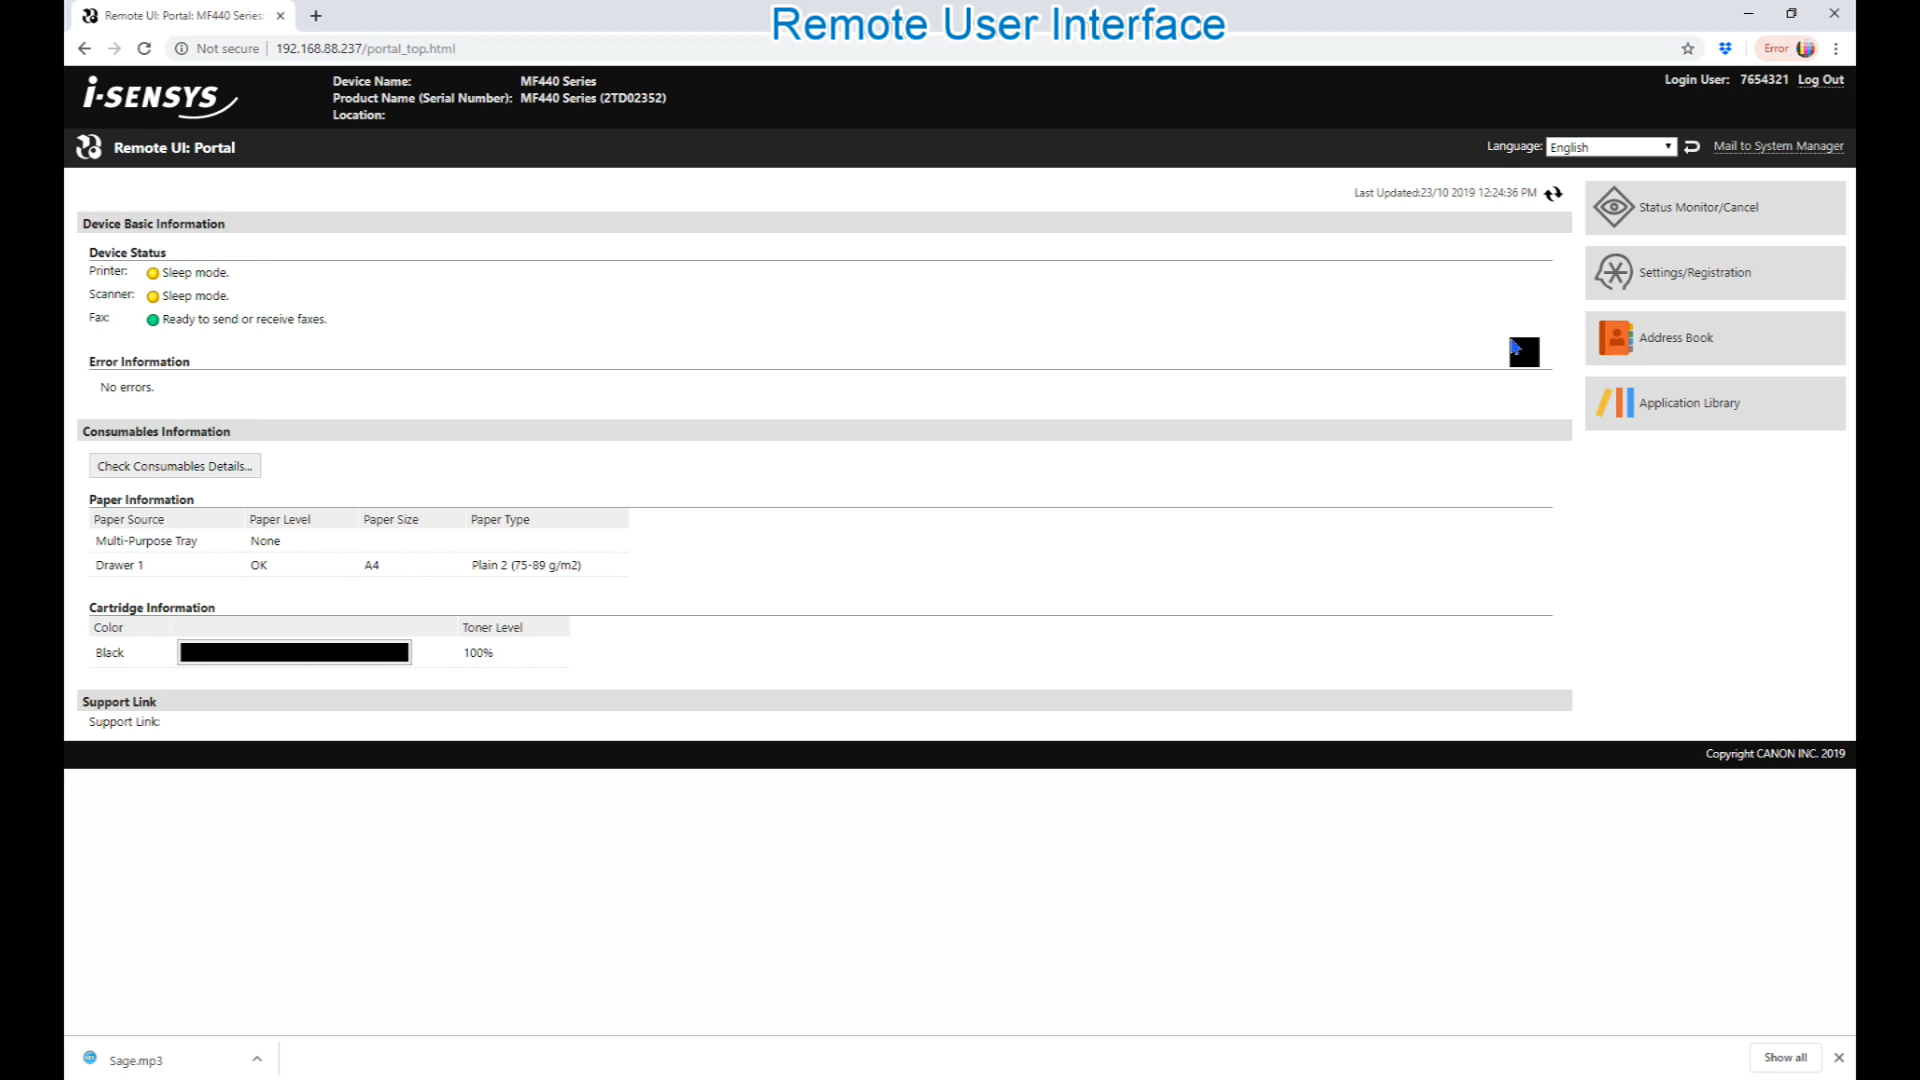 Remote UI: Portal: MF440 Series:
Remote User Interface
Not secure | 192.168.88.237/portal_top.html
Error
i-SENSYS
Device Name: MF440 Series
Product Name (Serial Number): MF440 Series (2TD02352)
Location:
Login User: 7654321 Log Out
Remote UI: Portal
Language: English
Mail to System Manager
Last Updated:23/10 2019 12:24:36 PM
Device Basic Information
Device Status
Printer: Sleep mode.
Scanner: Sleep mode.
Fax: Ready to send or receive faxes.
Error Information
No errors.
Consumables Information
Check Consumables Details...
Paper Information
Paper Source Paper Level Paper Size Paper Type
Multi-Purpose Tray None
Drawer 1 OK A4 Plain 2 (75-89 g/m2)
Cartridge Information
Color Toner Level
Black 100%
Support Link
Support Link:
Status Monitor/Cancel
Settings/Registration
Address Book
Application Library
Copyright CANON INC. 2019
Sage.mp3
Show all